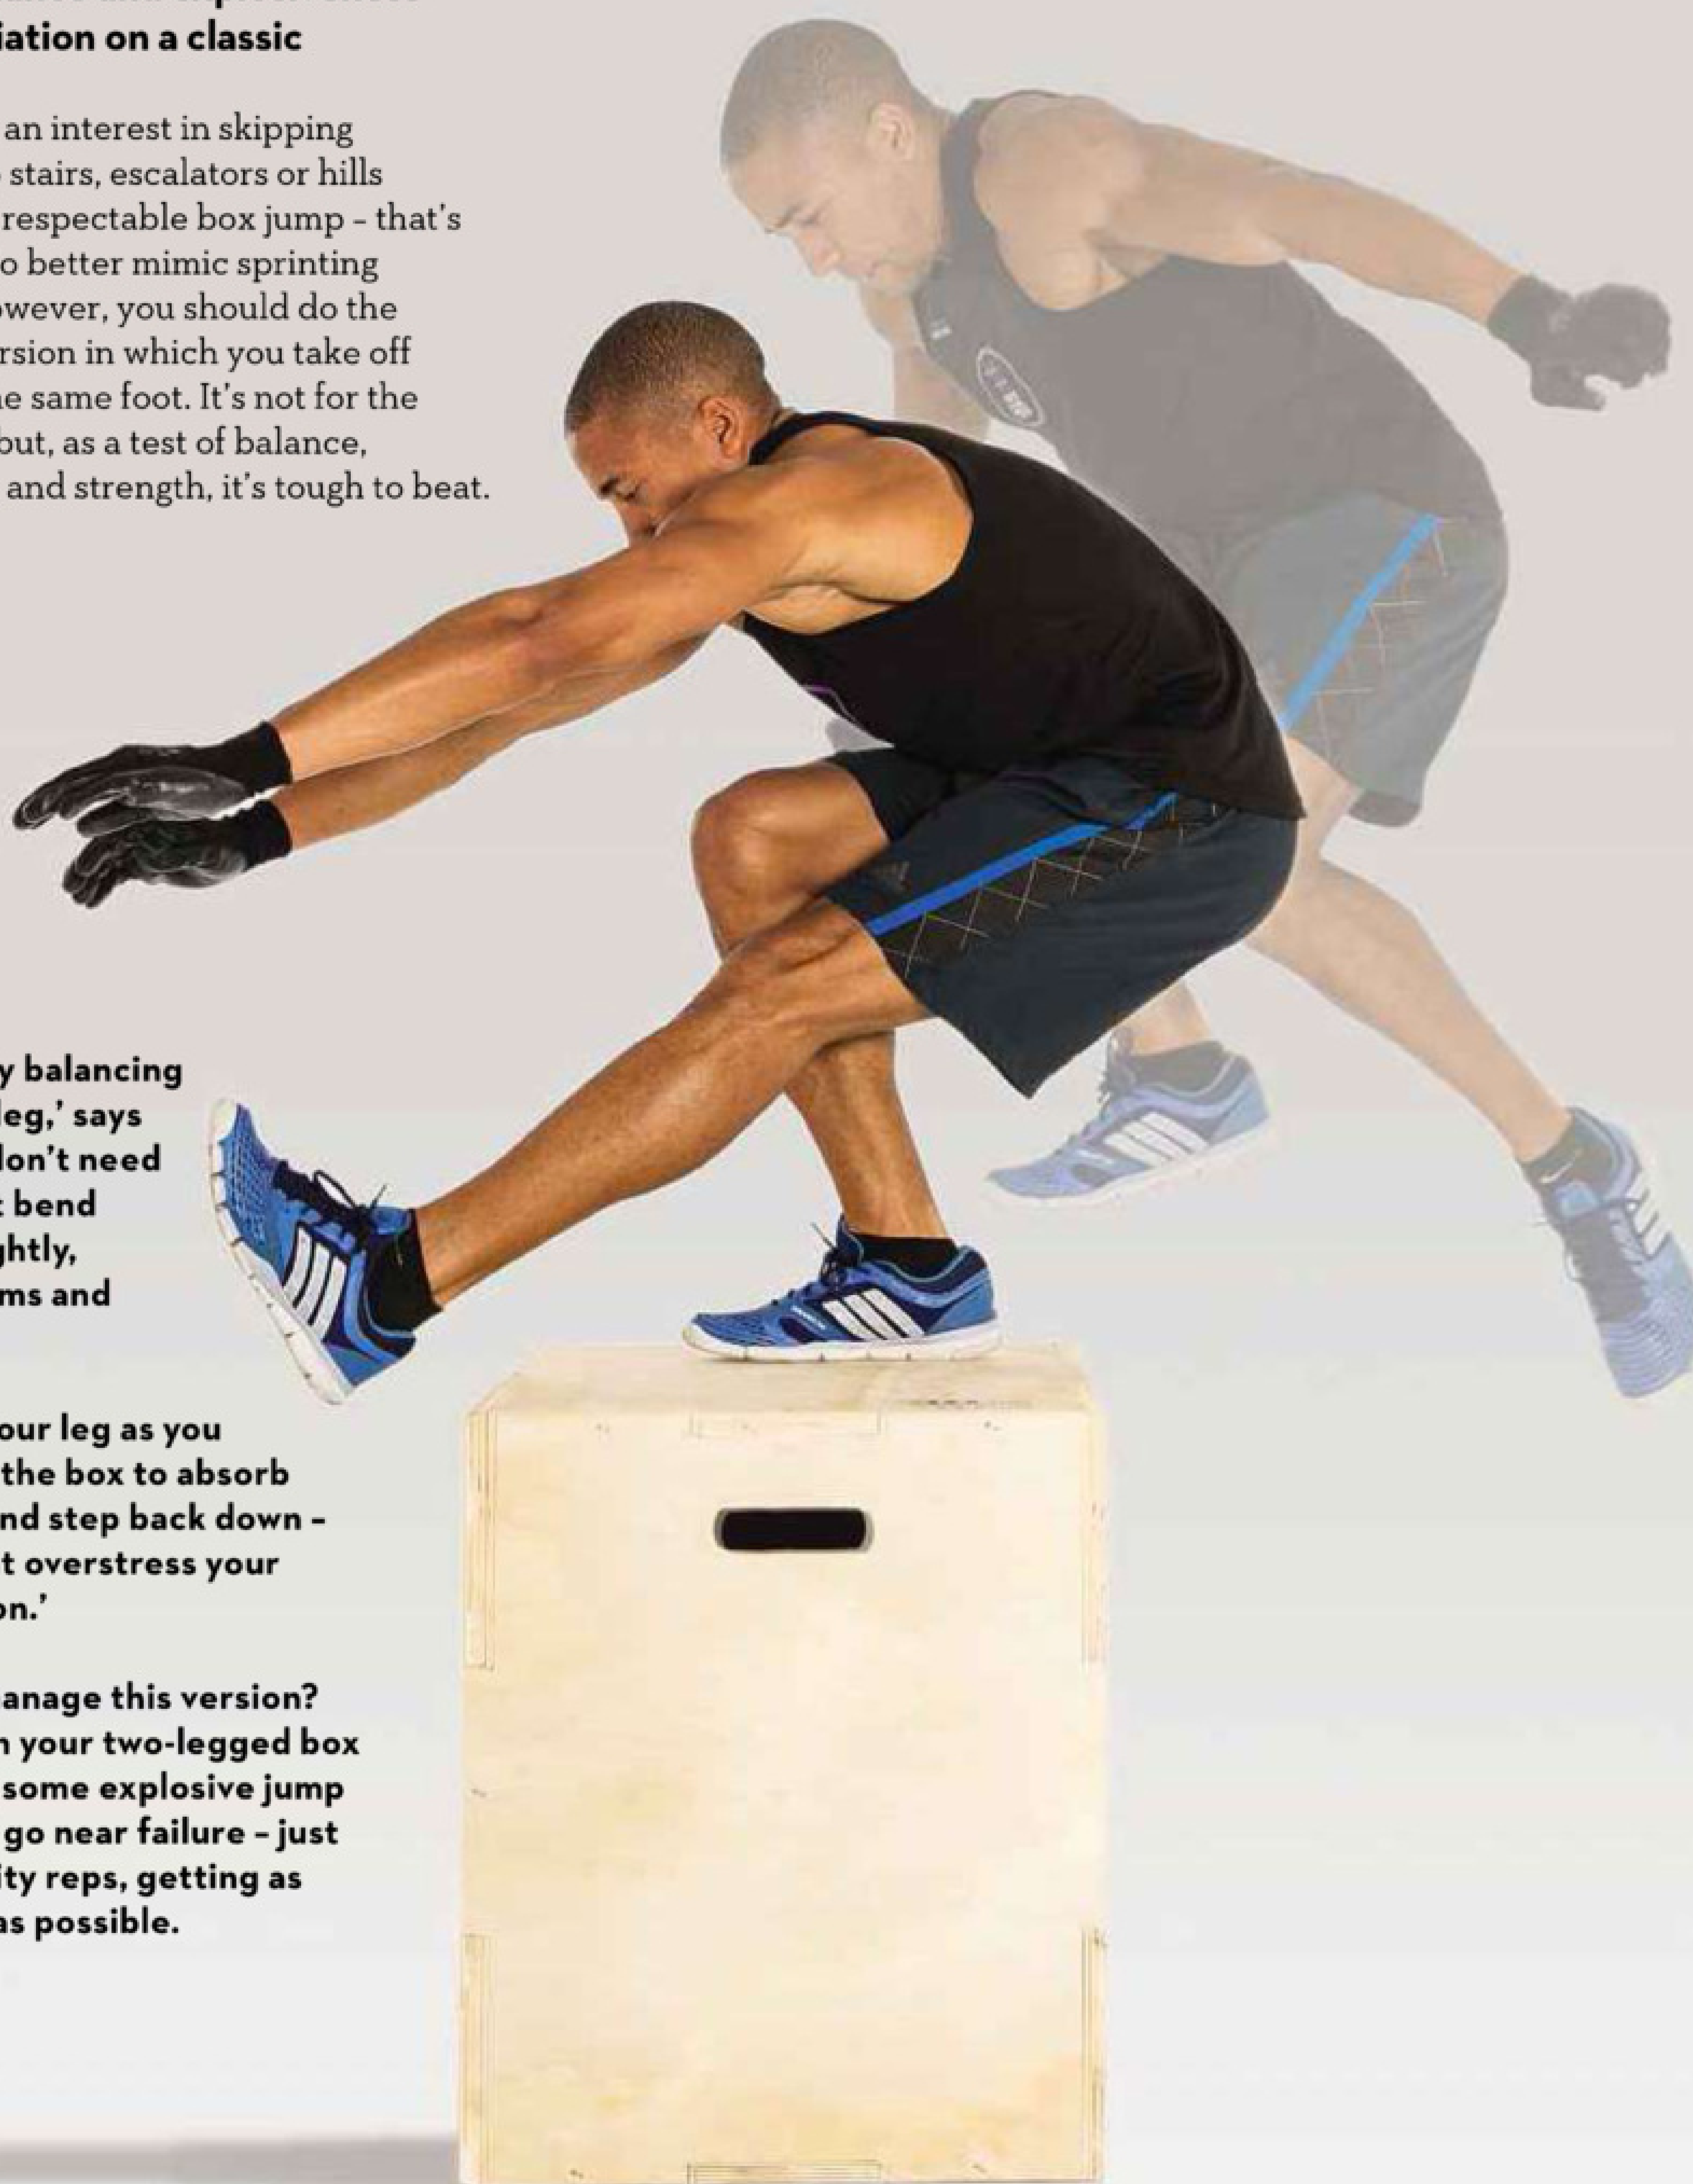 iation on a classic
an interest in skipping
stairs, escalators or hills
respectable box jump – that's
o better mimic sprinting
owever, you should do the
rsion in which you take off
e same foot. It's not for the
but, as a test of balance,
and strength, it's tough to beat.
y balancing
leg,' says
don't need
bend
ghtly,
ms and
our leg as you
the box to absorb
nd step back down –
t overstress your
on.'
anage this version?
n your two-legged box
some explosive jump
go near failure – just
ity reps, getting as
as possible.